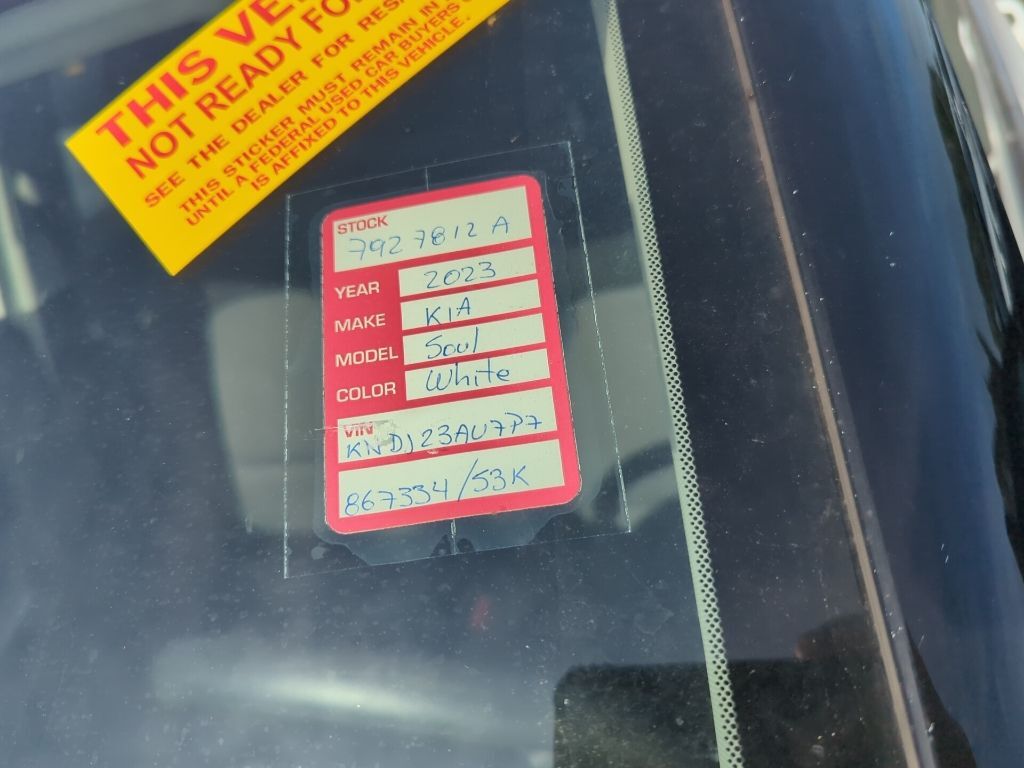 THIS VE
NOT READY FO
SEE THE DEALER FOR RES
THIS STICKER MUST REMAIN IN
UNTIL A FEDERAL USED CAR BUYERS
IS AFFIXED TO THIS VEHICLE.
STOCK
7927812 A
YEAR 2023
MAKE KIA
MODEL Soul
COLOR White
VIN
KNDJ23AU7P7
867334/53K